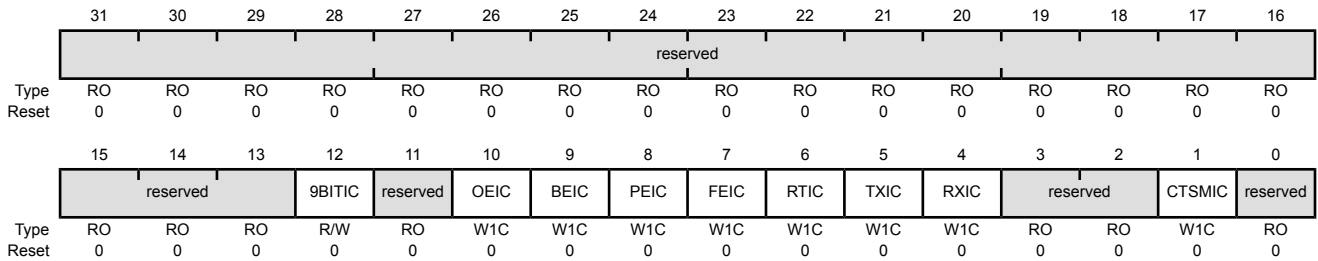 31 30 29 28 27 26 25 24 23 22 21 20 19 18 17 16
reserved
Type RO RO RO RO RO RO RO RO RO RO RO RO RO RO RO RO
Reset 0 0 0 0 0 0 0 0 0 0 0 0 0 0 0 0
15 14 13 12 11 10 9 8 7 6 5 4 3 2 1 0
reserved 9BITIC reserved OEIC BEIC PEIC FEIC RTIC TXIC RXIC reserved CTSMIC reserved
Type RO RO RO R/W RO W1C W1C W1C W1C W1C W1C W1C RO RO W1C RO
Reset 0 0 0 0 0 0 0 0 0 0 0 0 0 0 0 0